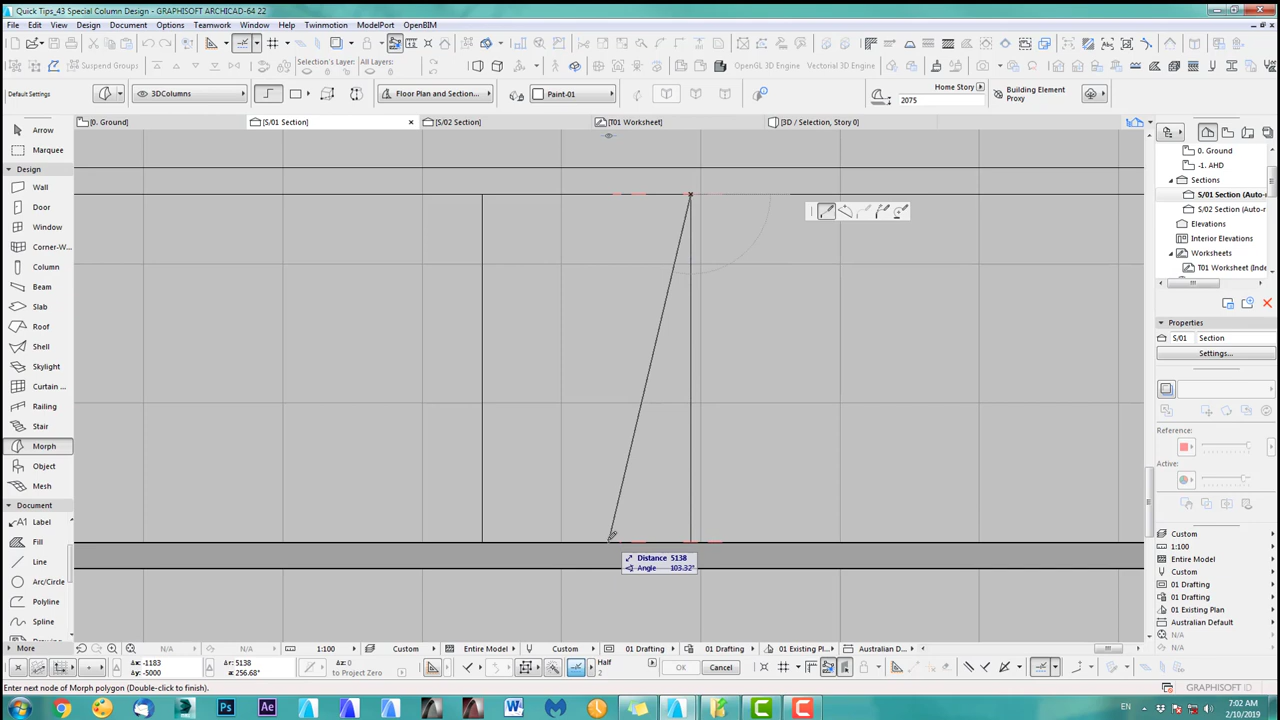 Quick Tips_43 Special Column Design - GRAPHISOFT ARCHICAD-64 22
File Edit View Design Document Options Teamwork Window Help Twinmotion ModelPort OpenBIM
Suspend Groups
Selection's Layer:
All Layers:
OpenGL 3D Engine
Vectorial 3D Engine
Default Settings
3DColumns
Floor Plan and Section...
Paint-01
Home Story
2075
Building Element
Proxy
[0. Ground]
[S/01 Section]
[S/02 Section]
[T01 Worksheet]
[3D / Selection, Story 0]
Arrow
Marquee
Design
Wall
Door
Window
Corner-W...
Column
Beam
Slab
Roof
Shell
Skylight
Curtain ...
Railing
Stair
Morph
Object
Mesh
Document
Label
Fill
Line
Arc/Circle
Polyline
Spline
More
0. Ground
-1. AHD
Sections
S/01 Section (Auto-r
S/02 Section (Auto-r
Elevations
Interior Elevations
Worksheets
T01 Worksheet (Inde
Properties
S/01 Section
Settings...
Reference:
Active:
Custom
1:100
Entire Model
Custom
01 Drafting
01 Drafting
01 Existing Plan
Australian Default
N/A
Distance 5138
Angle 103.32°
N/A
N/A
1:100
Custom
Entire Model
Custom
01 Drafting
01 Drafting
01 Existing P...
Australian D...
Δx: -1183
Δy: -5000
Δr: 5138
a: 256.68°
Δz: 0
to Project Zero
Half
2
OK
Cancel
Enter next node of Morph polygon (Double-click to finish).
GRAPHISOFT ID
EN
7:02 AM
2/10/2019